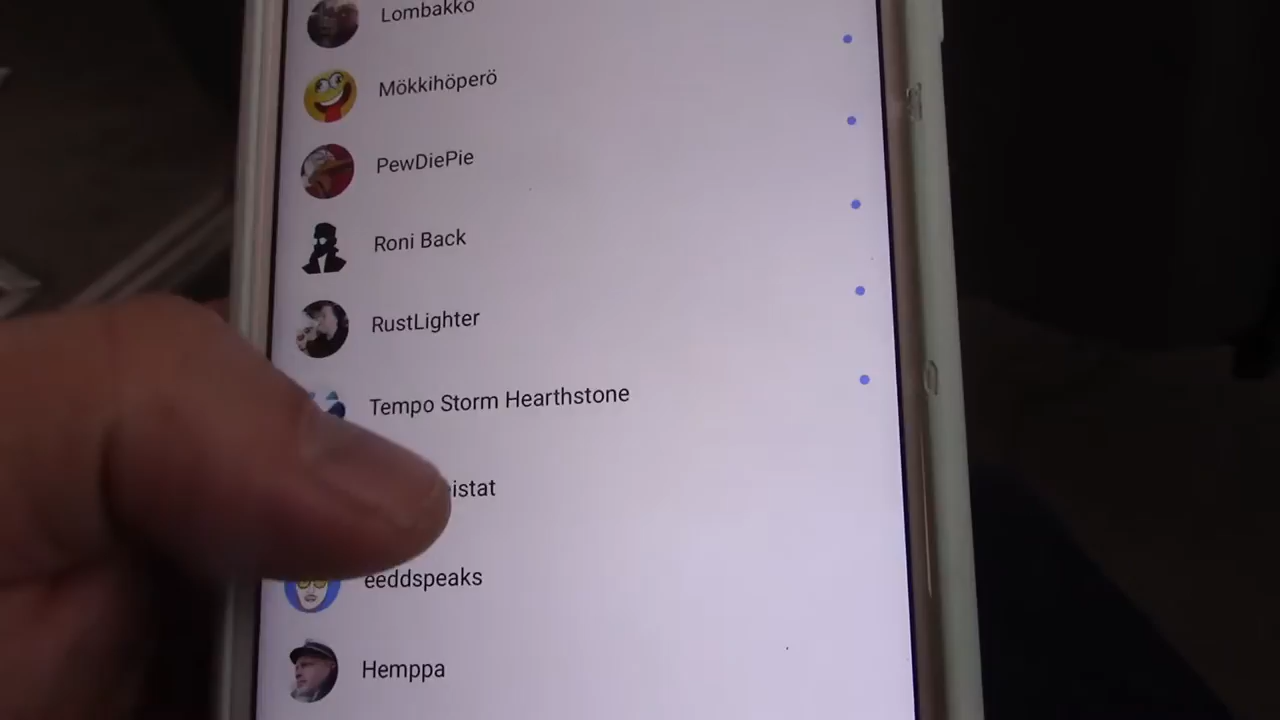 Lombakko
Mökkihöperö
PewDiePie
Roni Back
RustLighter
Tempo Storm Hearthstone
eeddspeaks
Hemppa